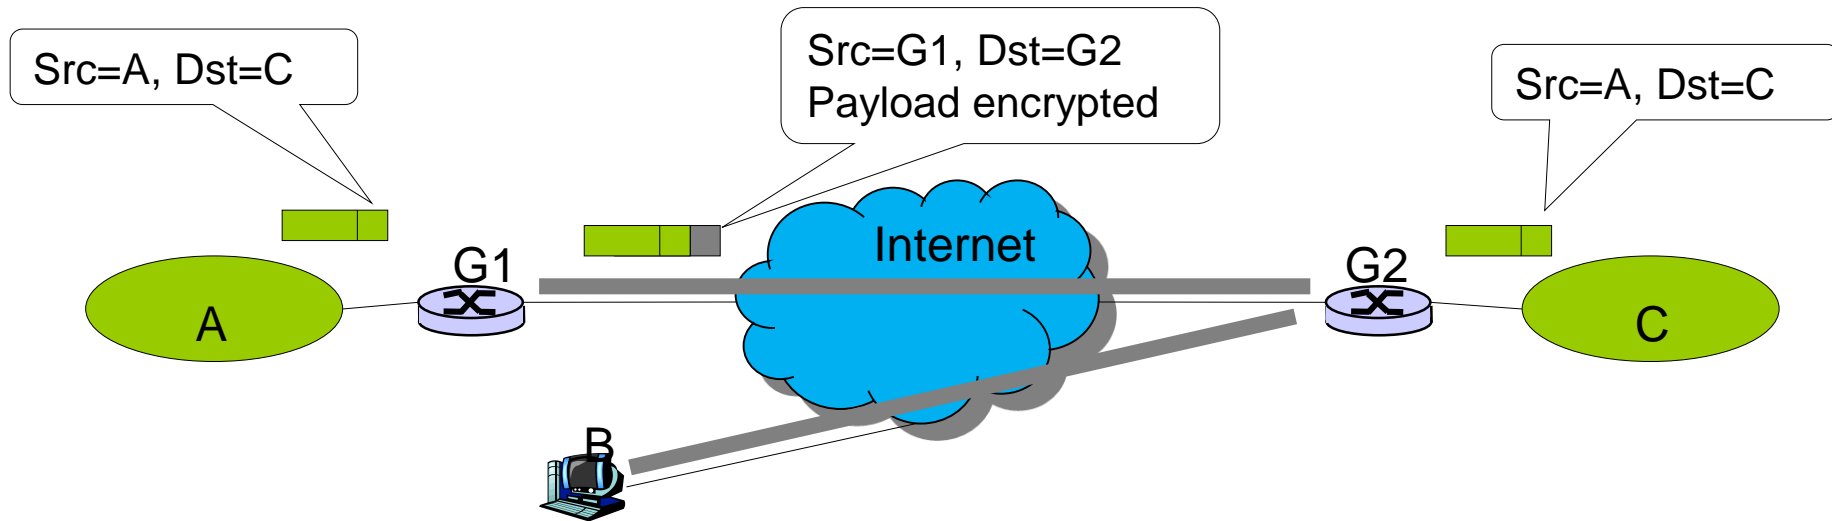 Src=A, Dst=C
Src=G1, Dst=G2
Payload encrypted
Src=A, Dst=C
Internet
G1
G2
A
C
B